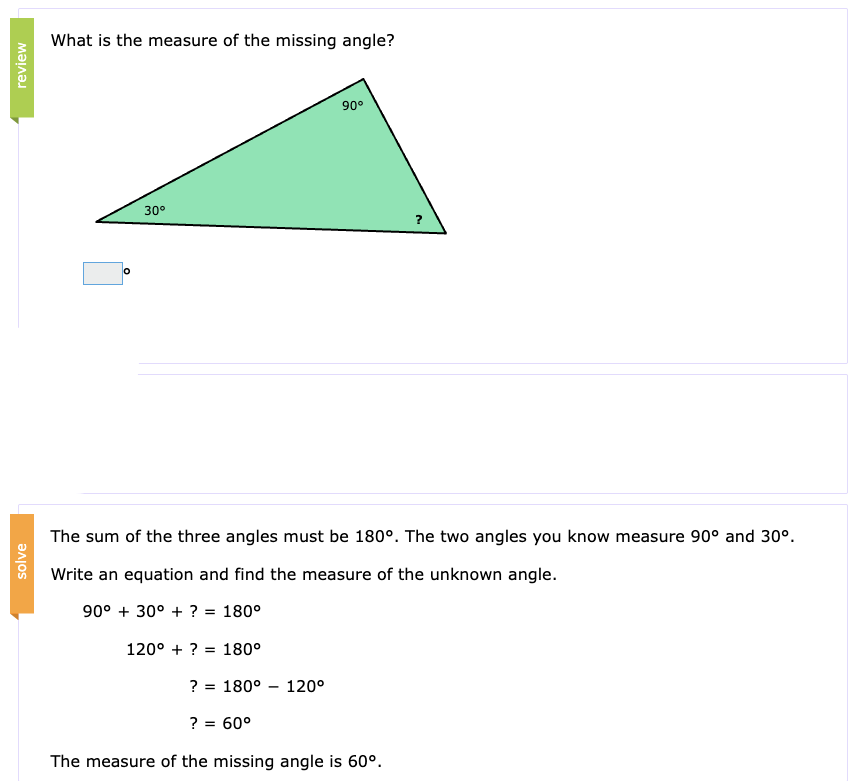 review
What is the measure of the missing angle?
90°
30°
?
°
solve
The sum of the three angles must be 180°. The two angles you know measure 90° and 30°.
Write an equation and find the measure of the unknown angle.
90° + 30° + ? = 180°
120° + ? = 180°
? = 180° − 120°
? = 60°
The measure of the missing angle is 60°.